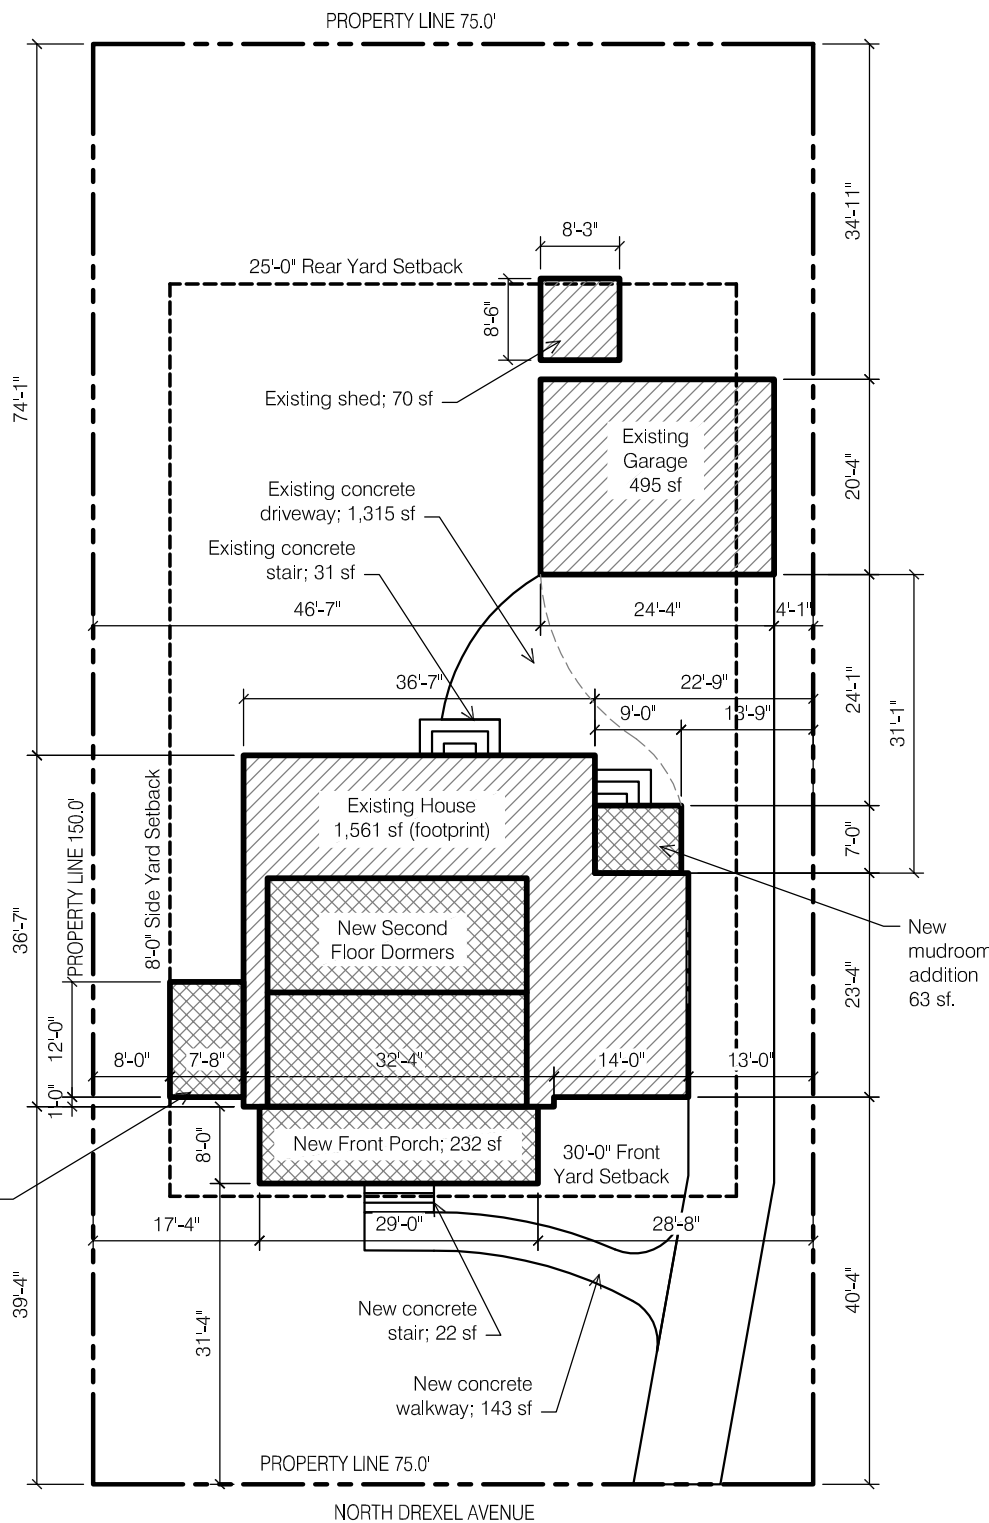 PROPERTY LINE 75.0'
34'-11"
8'-3"
25'-0" Rear Yard Setback
8'-6"
74'-1"
Existing shed; 70 sf
Existing
Garage
495 sf
20'-4"
Existing concrete
driveway; 1,315 sf
Existing concrete
stair; 31 sf
46'-7"
24'-4"
4'-1"
36'-7"
22'-9"
24'-1"
9'-0"
13'-9"
31'-1"
Existing House
1,561 sf (footprint)
7'-0"
PROPERTY LINE 150.0'
8'-0" Side Yard Setback
36'-7"
New Second
Floor Dormers
New
mudroom
addition
63 sf.
23'-4"
12'-0"
8'-0"
7'-8"
32'-4"
14'-0"
13'-0"
1'-0"
8'-0"
New Front Porch; 232 sf
30'-0" Front
Yard Setback
17'-4"
29'-0"
28'-8"
39'-4"
40'-4"
31'-4"
New concrete
stair; 22 sf
New concrete
walkway; 143 sf
PROPERTY LINE 75.0'
NORTH DREXEL AVENUE